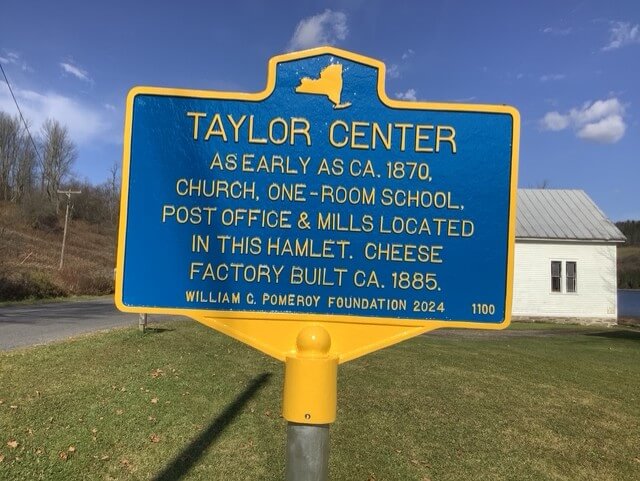 TAYLOR CENTER
AS EARLY AS CA. 1870,
CHURCH, ONE-ROOM SCHOOL,
POST OFFICE & MILLS LOCATED
IN THIS HAMLET. CHEESE
FACTORY BUILT CA. 1885.
WILLIAM G. POMEROY FOUNDATION 2024 1100